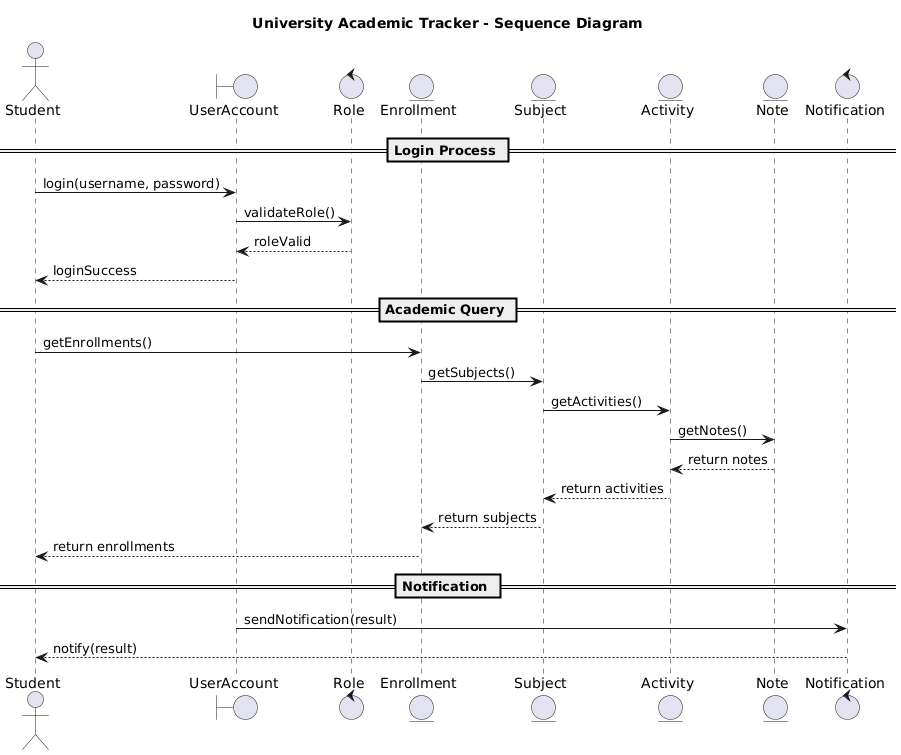 University Academic Tracker - Sequence Diagram
Student UserAccount Role Enrollment Subject Activity Note Notification
Login Process
login(username, password)
validateRole()
roleValid
loginSuccess
Academic Query
getEnrollments()
getSubjects()
getActivities()
getNotes()
return notes
return activities
return subjects
return enrollments
Notification
sendNotification(result)
notify(result)
Student UserAccount Role Enrollment Subject Activity Note Notification